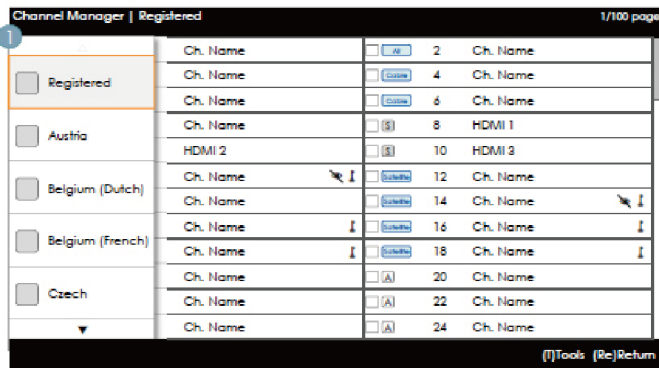 Channel Manager | Registered 1/100 page
1
Registered
Austria
Belgium (Dutch)
Belgium (French)
Czech
▼
Ch. Name All 2 Ch. Name
Ch. Name Cable 4 Ch. Name
Ch. Name Cable 6 Ch. Name
Ch. Name S 8 HDMI 1
HDMI 2 S 10 HDMI 3
Ch. Name Satellite 12 Ch. Name
Ch. Name Satellite 14 Ch. Name
Ch. Name Satellite 16 Ch. Name
Ch. Name Satellite 18 Ch. Name
Ch. Name A 20 Ch. Name
Ch. Name A 22 Ch. Name
Ch. Name A 24 Ch. Name
(T)Tools (Re)Return